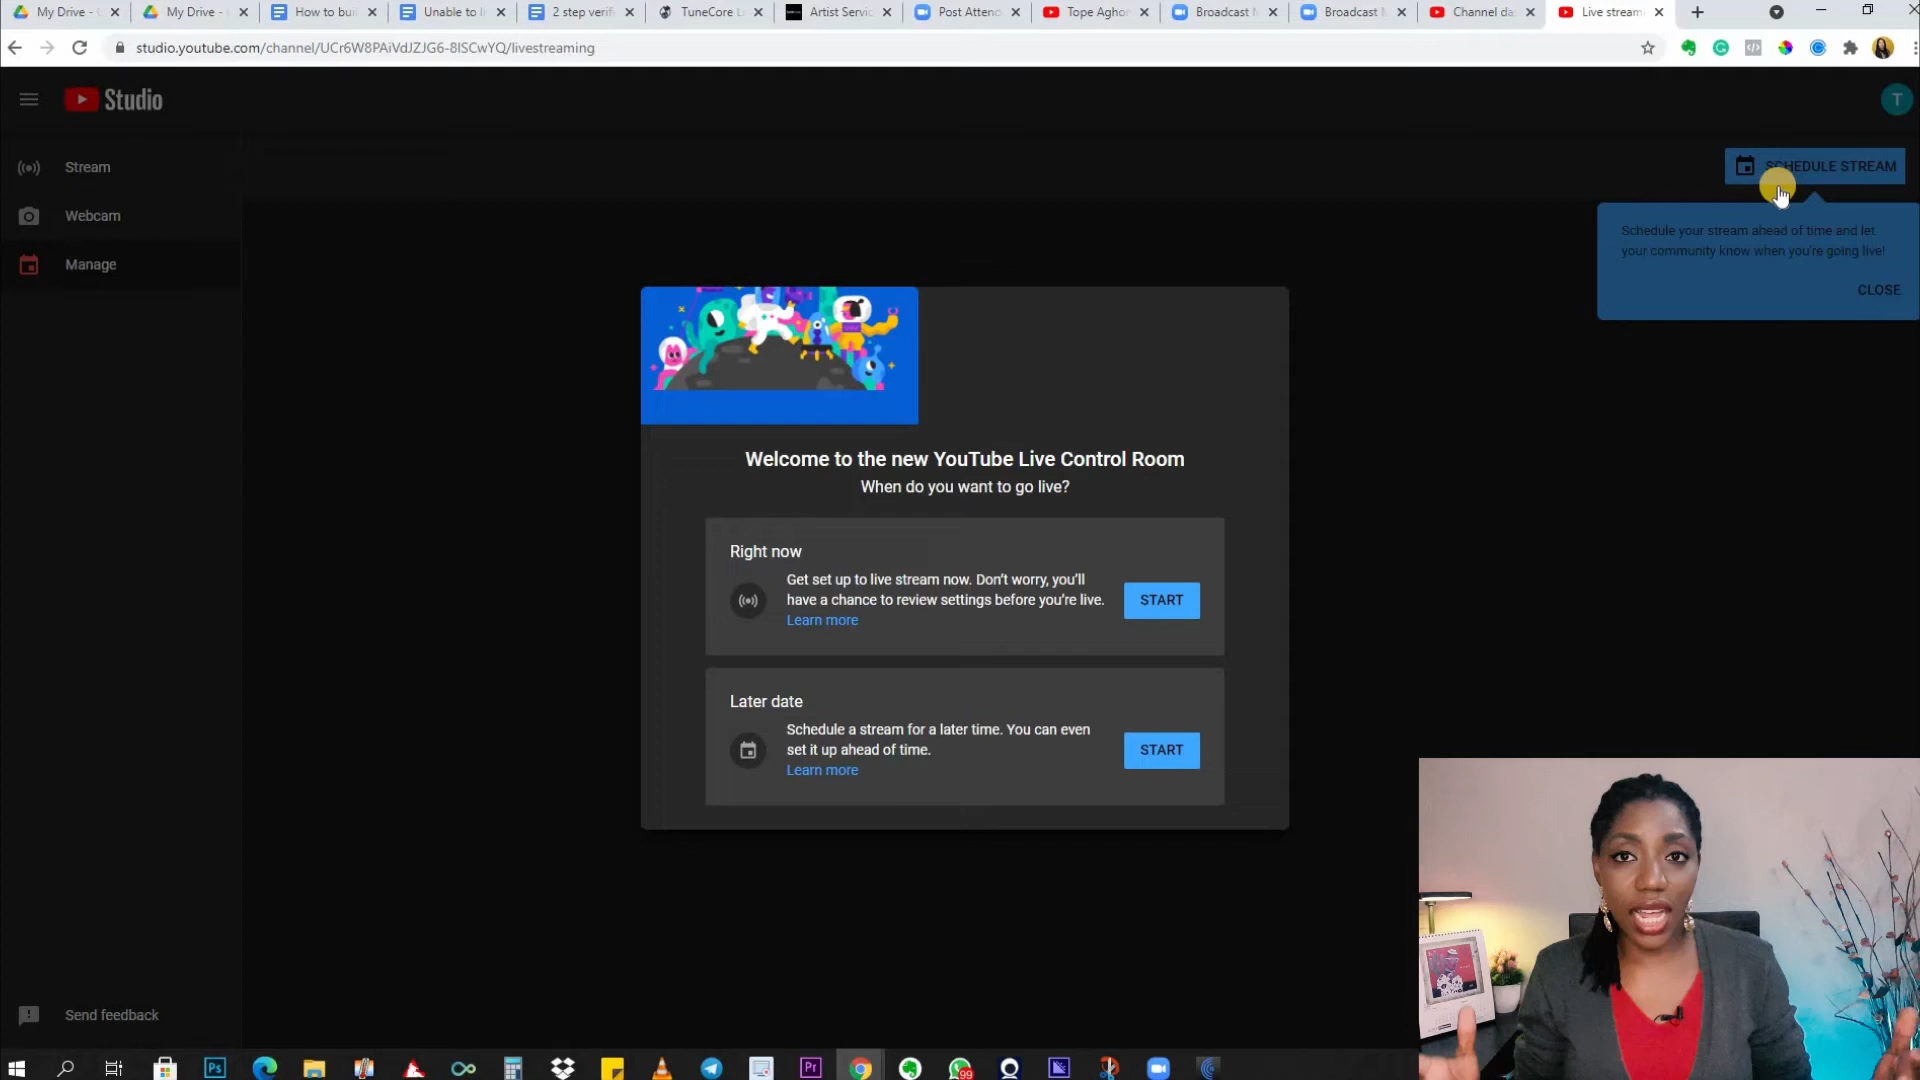 My Drive - G
My Drive -
How to bui
Unable to li
2 step verif
TuneCore L
Artist Servic
Post Attend
Tope Agho
Broadcast M
Broadcast M
Channel da
Live stream
studio.youtube.com/channel/UCr6W8PAiVdJZJG6-8lSCwYQ/livestreaming
Studio
T
Stream
SCHEDULE STREAM
Webcam
Schedule your stream ahead of time and let
your community know when you're going live!
Manage
CLOSE
Welcome to the new YouTube Live Control Room
When do you want to go live?
Right now
Get set up to live stream now. Don't worry, you'll
have a chance to review settings before you're live.
START
Learn more
Later date
Schedule a stream for a later time. You can even
set it up ahead of time.
START
Learn more
Send feedback
Ps
Pr
99